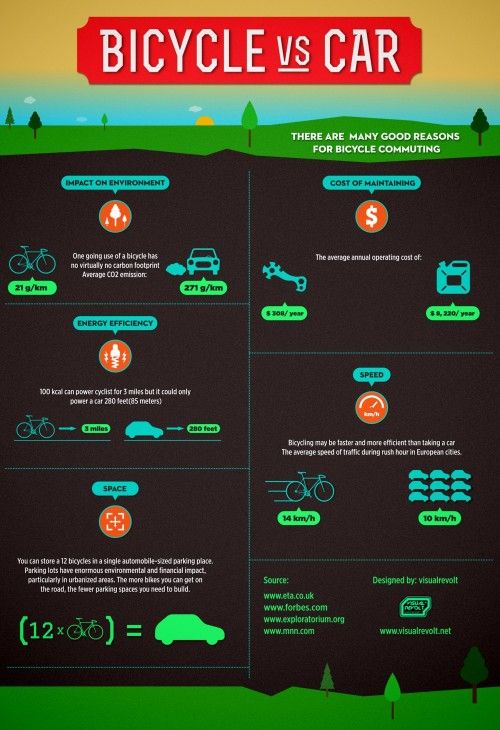 BICYCLE VS CAR
THERE ARE MANY GOOD REASONS
FOR BICYCLE COMMUTING
IMPACT ON ENVIRONMENT
One going use of a bicycle has
no virtually no carbon footprint
Average CO2 emission:
21 g/km
271 g/km
ENERGY EFFICIENCY
100 kcal can power cyclist for 3 miles but it could only
power a car 280 feet(85 meters)
3 miles
280 feet
SPACE
You can store a 12 bicycles in a single automobile-sized parking place.
Parking lots have enormous environmental and financial impact,
particularly in urbanized areas. The more bikes you can get on
the road, the fewer parking spaces you need to build.
(12 x ) =
COST OF MAINTAINING
$
The average annual operating cost of:
$ 308/ year
$ 8, 220/ year
SPEED
km/h
Bicycling may be faster and more efficient than taking a car
The average speed of traffic during rush hour in European cities.
14 km/h
10 km/h
Source:
www.eta.co.uk
www.forbes.com
www.exploratorium.org
www.mnn.com
Designed by: visualrevolt
VISUAL
REVOLT
www.visualrevolt.net